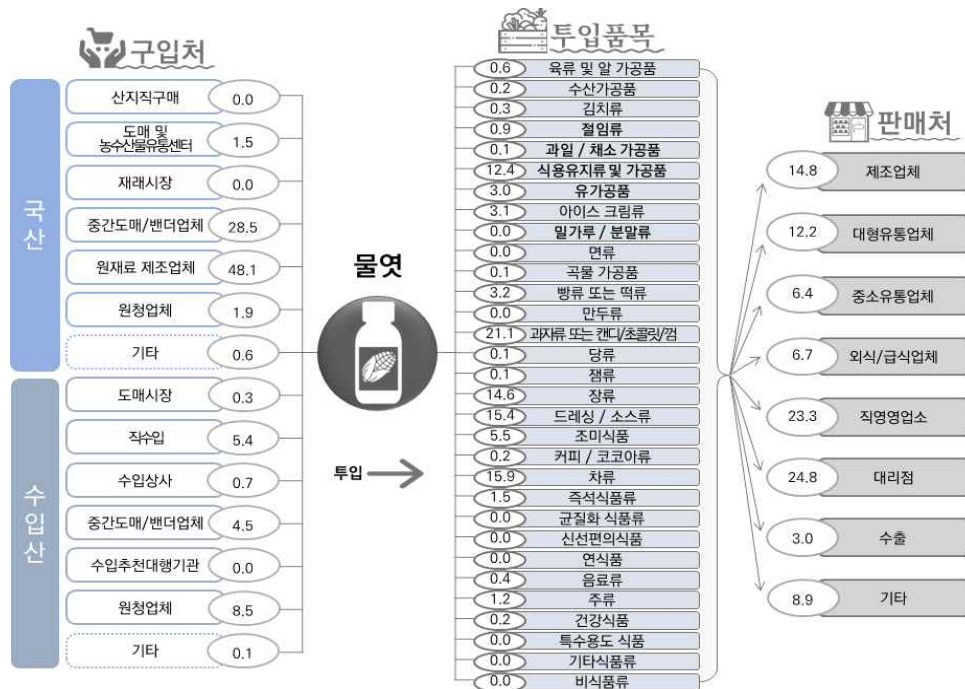 구입처
국산
산지직구매 0.0
도매 및
농수산물유통센터 1.5
재래시장 0.0
중간도매/밴더업체 28.5
원재료 제조업체 48.1
원청업체 1.9
기타 0.6
수입산
도매시장 0.3
직수입 5.4
수입상사 0.7
중간도매/밴더업체 4.5
수입추천대행기관 0.0
원청업체 8.5
기타 0.1
물엿
투입
투입품목
0.6 육류 및 알 가공품
0.2 수산가공품
0.3 김치류
0.9 절임류
0.1 과일 / 채소 가공품
12.4 식용유지류 및 가공품
3.0 유가공품
3.1 아이스 크림류
0.0 밀가루 / 분말류
0.0 면류
0.1 곡물 가공품
3.2 빵류 또는 떡류
0.0 만두류
21.1 과자류 또는 캔디/초콜릿/껌
0.1 당류
0.1 잼류
14.6 장류
15.4 드레싱 / 소스류
5.5 조미식품
0.2 커피 / 코코아류
15.9 차류
1.5 즉석식품류
0.0 균질화 식품류
0.0 신선편의식품
0.0 연식품
0.4 음료류
1.2 주류
0.2 건강식품
0.0 특수용도 식품
0.0 기타식품류
0.0 비식품류
판매처
14.8 제조업체
12.2 대형유통업체
6.4 중소유통업체
6.7 외식/급식업체
23.3 직영영업소
24.8 대리점
3.0 수출
8.9 기타